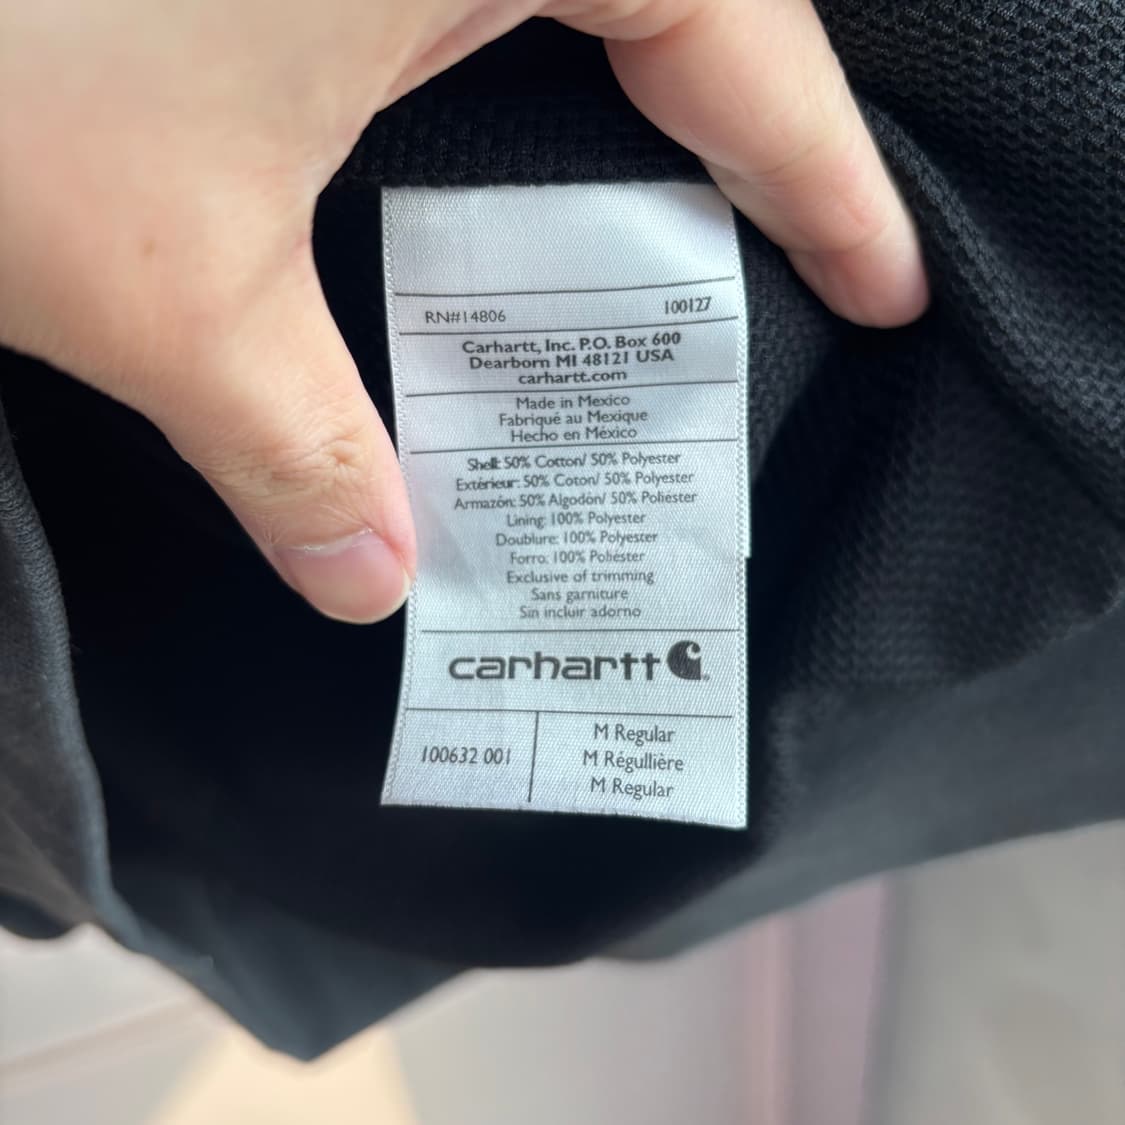 RN#14806 100127
Carhartt, Inc. P.O. Box 600
Dearborn MI 48121 USA
carhartt.com
Made in Mexico
Fabriqué au Mexique
Hecho en México
Shell: 50% Cotton/ 50% Polyester
Extérieur: 50% Coton/ 50% Polyester
Armazón: 50% Algodón/ 50% Poliéster
Lining: 100% Polyester
Doublure: 100% Polyester
Forro: 100% Poliéster
Exclusive of trimming
Sans garniture
Sin incluir adorno
carhartt
100632 001
M Regular
M Régullière
M Regular